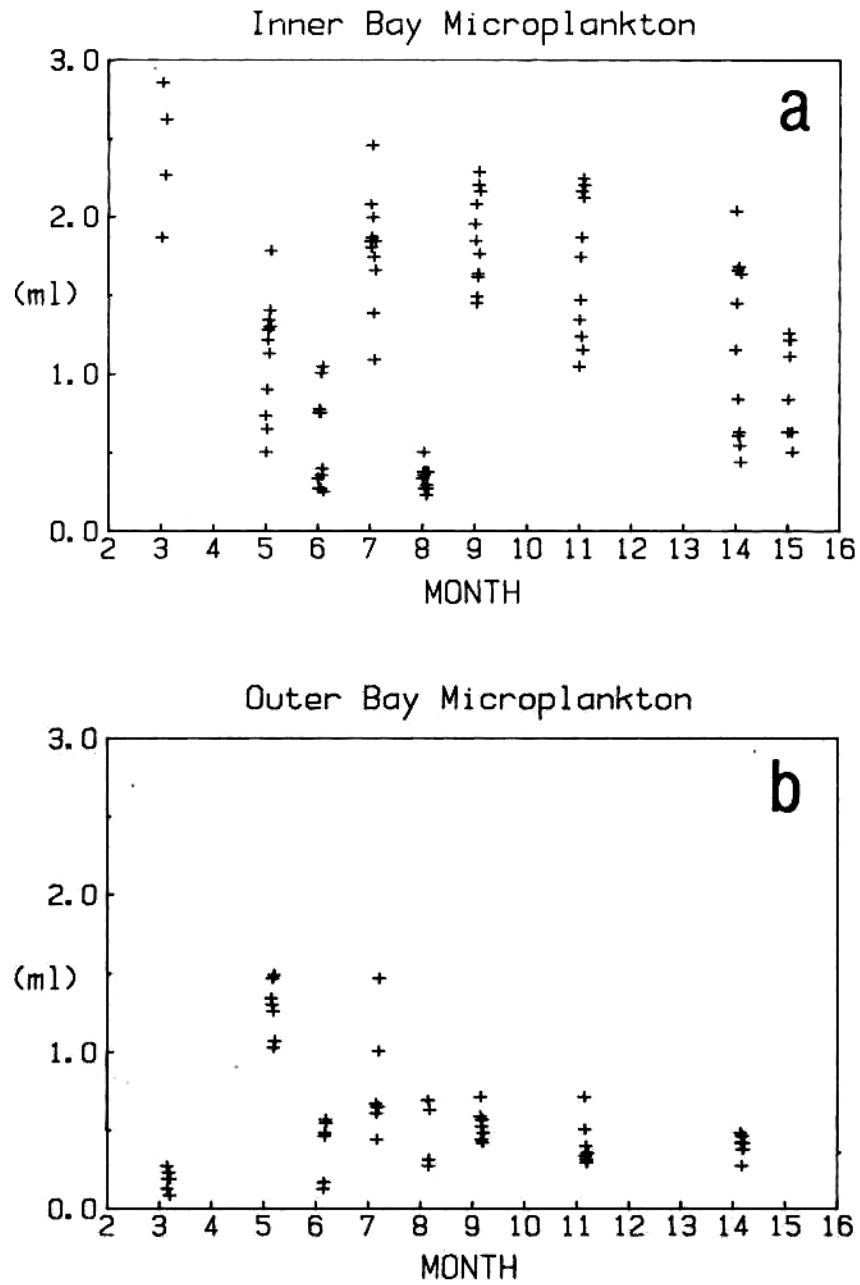 Inner Bay Microplankton
a
3.0
2.0
(ml)
1.0
0.0
2 3 4 5 6 7 8 9 10 11 12 13 14 15 16
MONTH
Outer Bay Microplankton
b
3.0
2.0
(ml)
1.0
0.0
2 3 4 5 6 7 8 9 10 11 12 13 14 15 16
MONTH